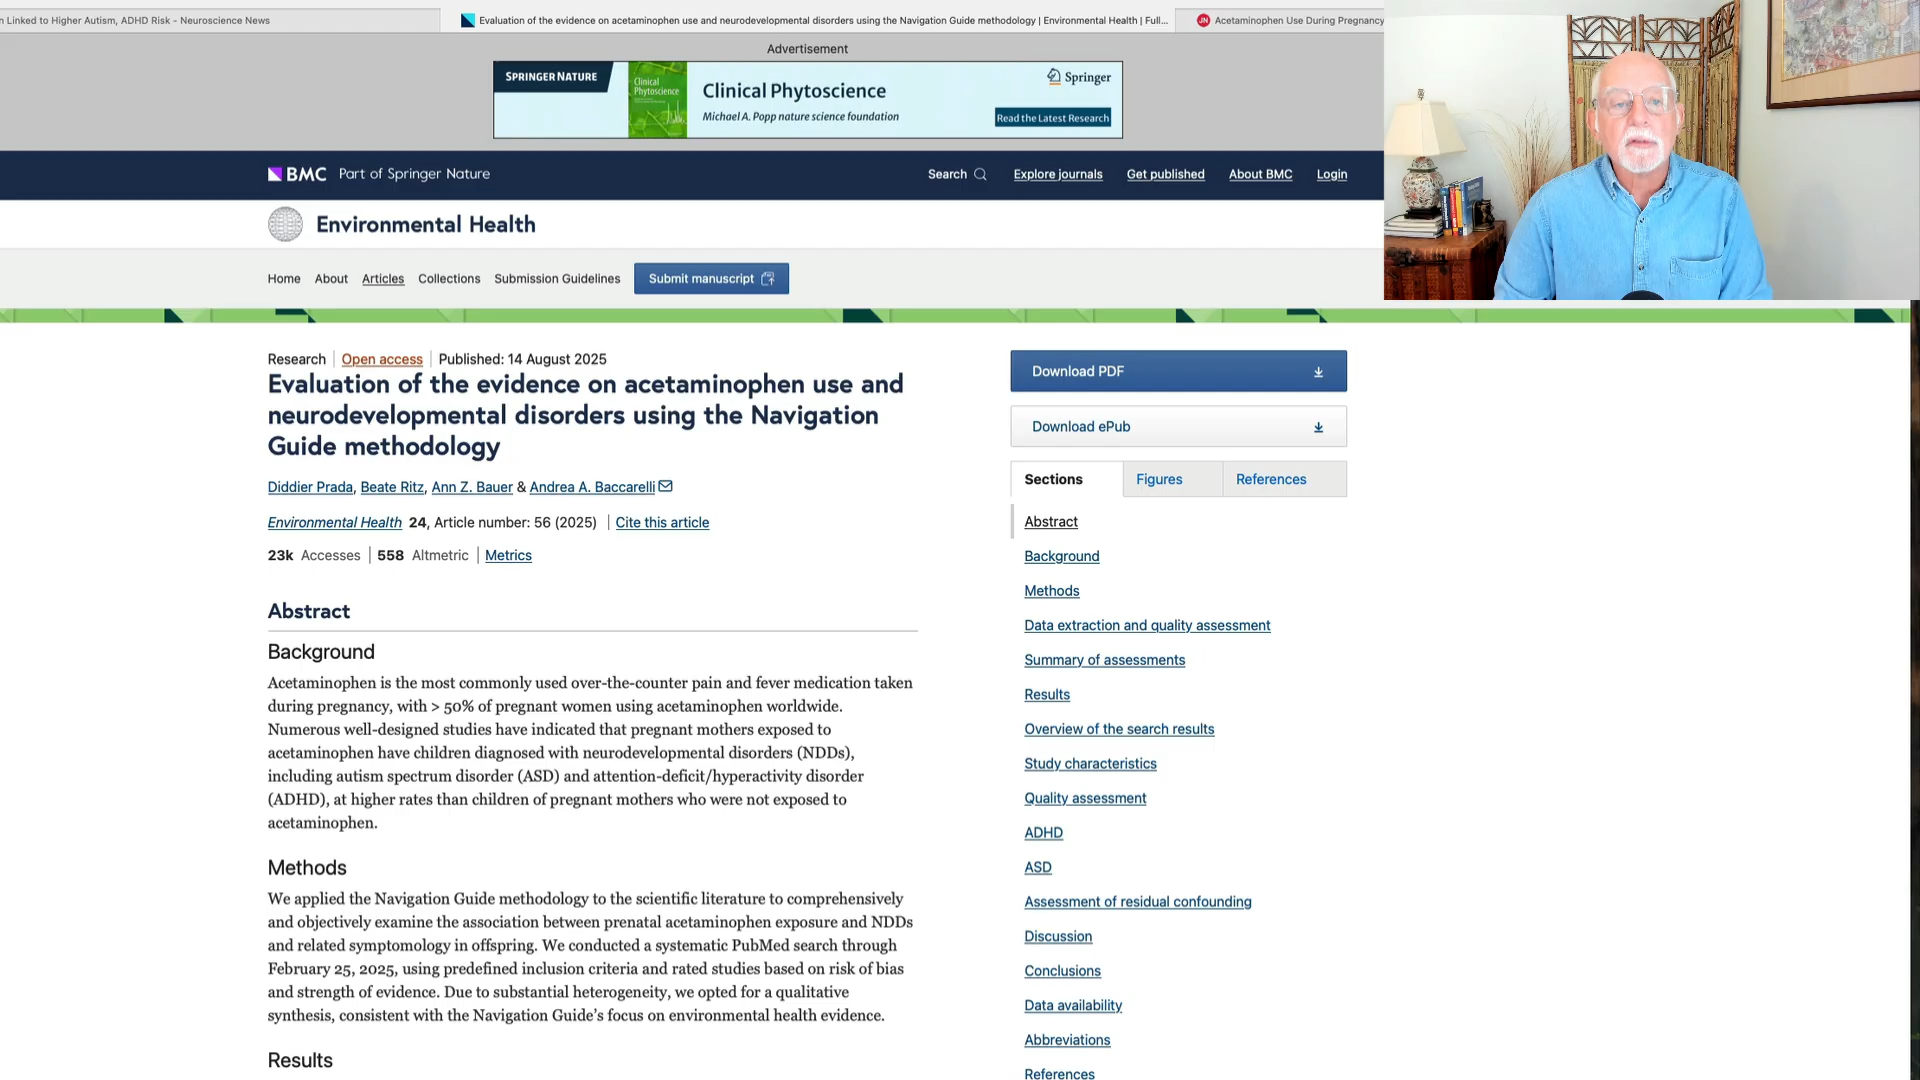 n Linked to Higher Autism, ADHD Risk - Neuroscience News
Evaluation of the evidence on acetaminophen use and neurodevelopmental disorders using the Navigation Guide methodology | Environmental Health | Full...
JN Acetaminophen Use During Pregnancy
Advertisement
SPRINGER NATURE
Clinical
Phytoscience
Clinical Phytoscience
Michael A. Popp nature science foundation
Springer
Read the Latest Research
BMC Part of Springer Nature
Search
Explore journals
Get published
About BMC
Login
Environmental Health
Home
About
Articles
Collections
Submission Guidelines
Submit manuscript
Research | Open access | Published: 14 August 2025
Evaluation of the evidence on acetaminophen use and
neurodevelopmental disorders using the Navigation
Guide methodology
Diddier Prada, Beate Ritz, Ann Z. Bauer & Andrea A. Baccarelli
Environmental Health 24, Article number: 56 (2025) | Cite this article
23k Accesses | 558 Altmetric | Metrics
Abstract
Background
Acetaminophen is the most commonly used over-the-counter pain and fever medication taken
during pregnancy, with > 50% of pregnant women using acetaminophen worldwide.
Numerous well-designed studies have indicated that pregnant mothers exposed to
acetaminophen have children diagnosed with neurodevelopmental disorders (NDDs),
including autism spectrum disorder (ASD) and attention-deficit/hyperactivity disorder
(ADHD), at higher rates than children of pregnant mothers who were not exposed to
acetaminophen.
Methods
We applied the Navigation Guide methodology to the scientific literature to comprehensively
and objectively examine the association between prenatal acetaminophen exposure and NDDs
and related symptomology in offspring. We conducted a systematic PubMed search through
February 25, 2025, using predefined inclusion criteria and rated studies based on risk of bias
and strength of evidence. Due to substantial heterogeneity, we opted for a qualitative
synthesis, consistent with the Navigation Guide's focus on environmental health evidence.
Results
Download PDF
Download ePub
Sections
Figures
References
Abstract
Background
Methods
Data extraction and quality assessment
Summary of assessments
Results
Overview of the search results
Study characteristics
Quality assessment
ADHD
ASD
Assessment of residual confounding
Discussion
Conclusions
Data availability
Abbreviations
References